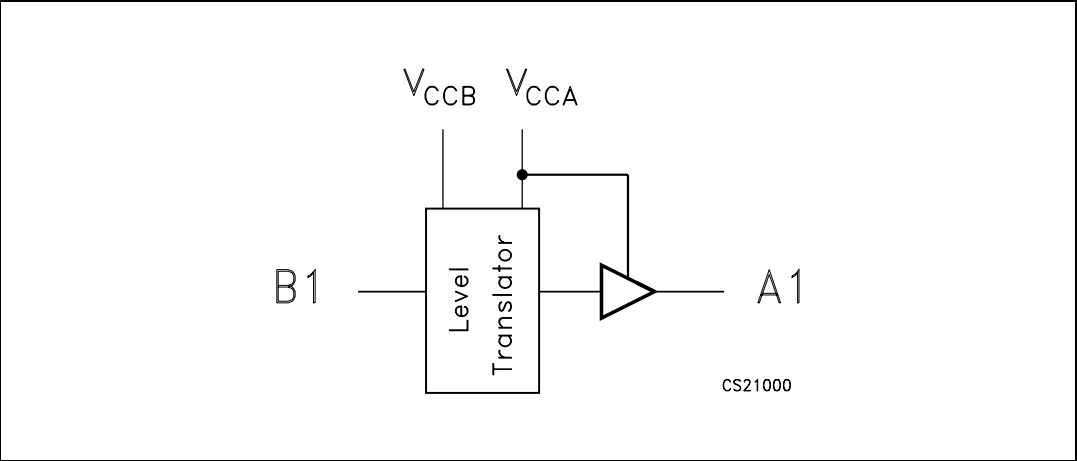 VCCB VCCA
B1
Level
Translator
A1
CS21000